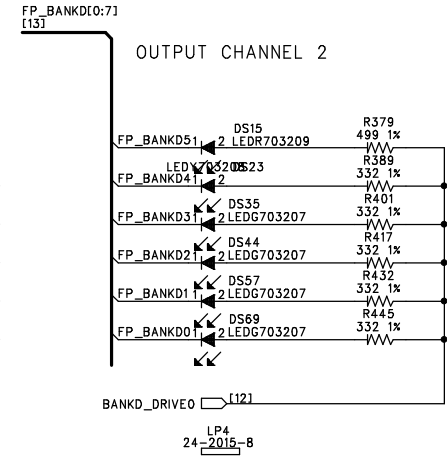 FP_BANKD[0:7]
[13]
OUTPUT CHANNEL 2
R379
499 1%
DS15
FP_BANKD5 1 2 LEDR703209
R389
332 1%
LEDY703208 DS23
FP_BANKD4 1 2
R401
332 1%
DS35
FP_BANKD3 1 2 LEDG703207
R417
332 1%
DS44
FP_BANKD2 1 2 LEDG703207
R432
332 1%
DS57
FP_BANKD1 1 2 LEDG703207
R445
332 1%
DS69
FP_BANKD0 1 2 LEDG703207
BANKD_DRIVE0 [12]
LP4
24-2015-8